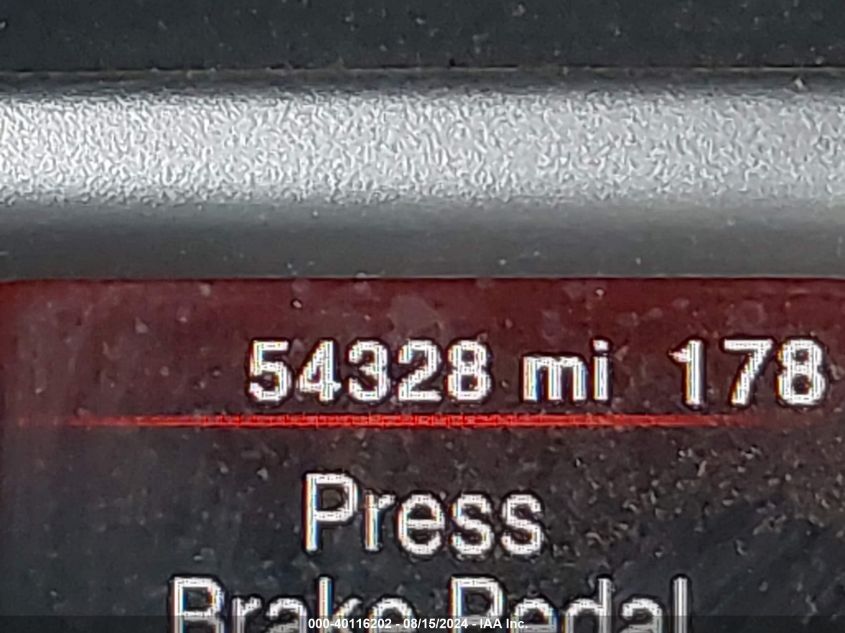 54328 mi 178
Press
Brake Pedal
000-40116202 - 08/15/2024 - IAA Inc.